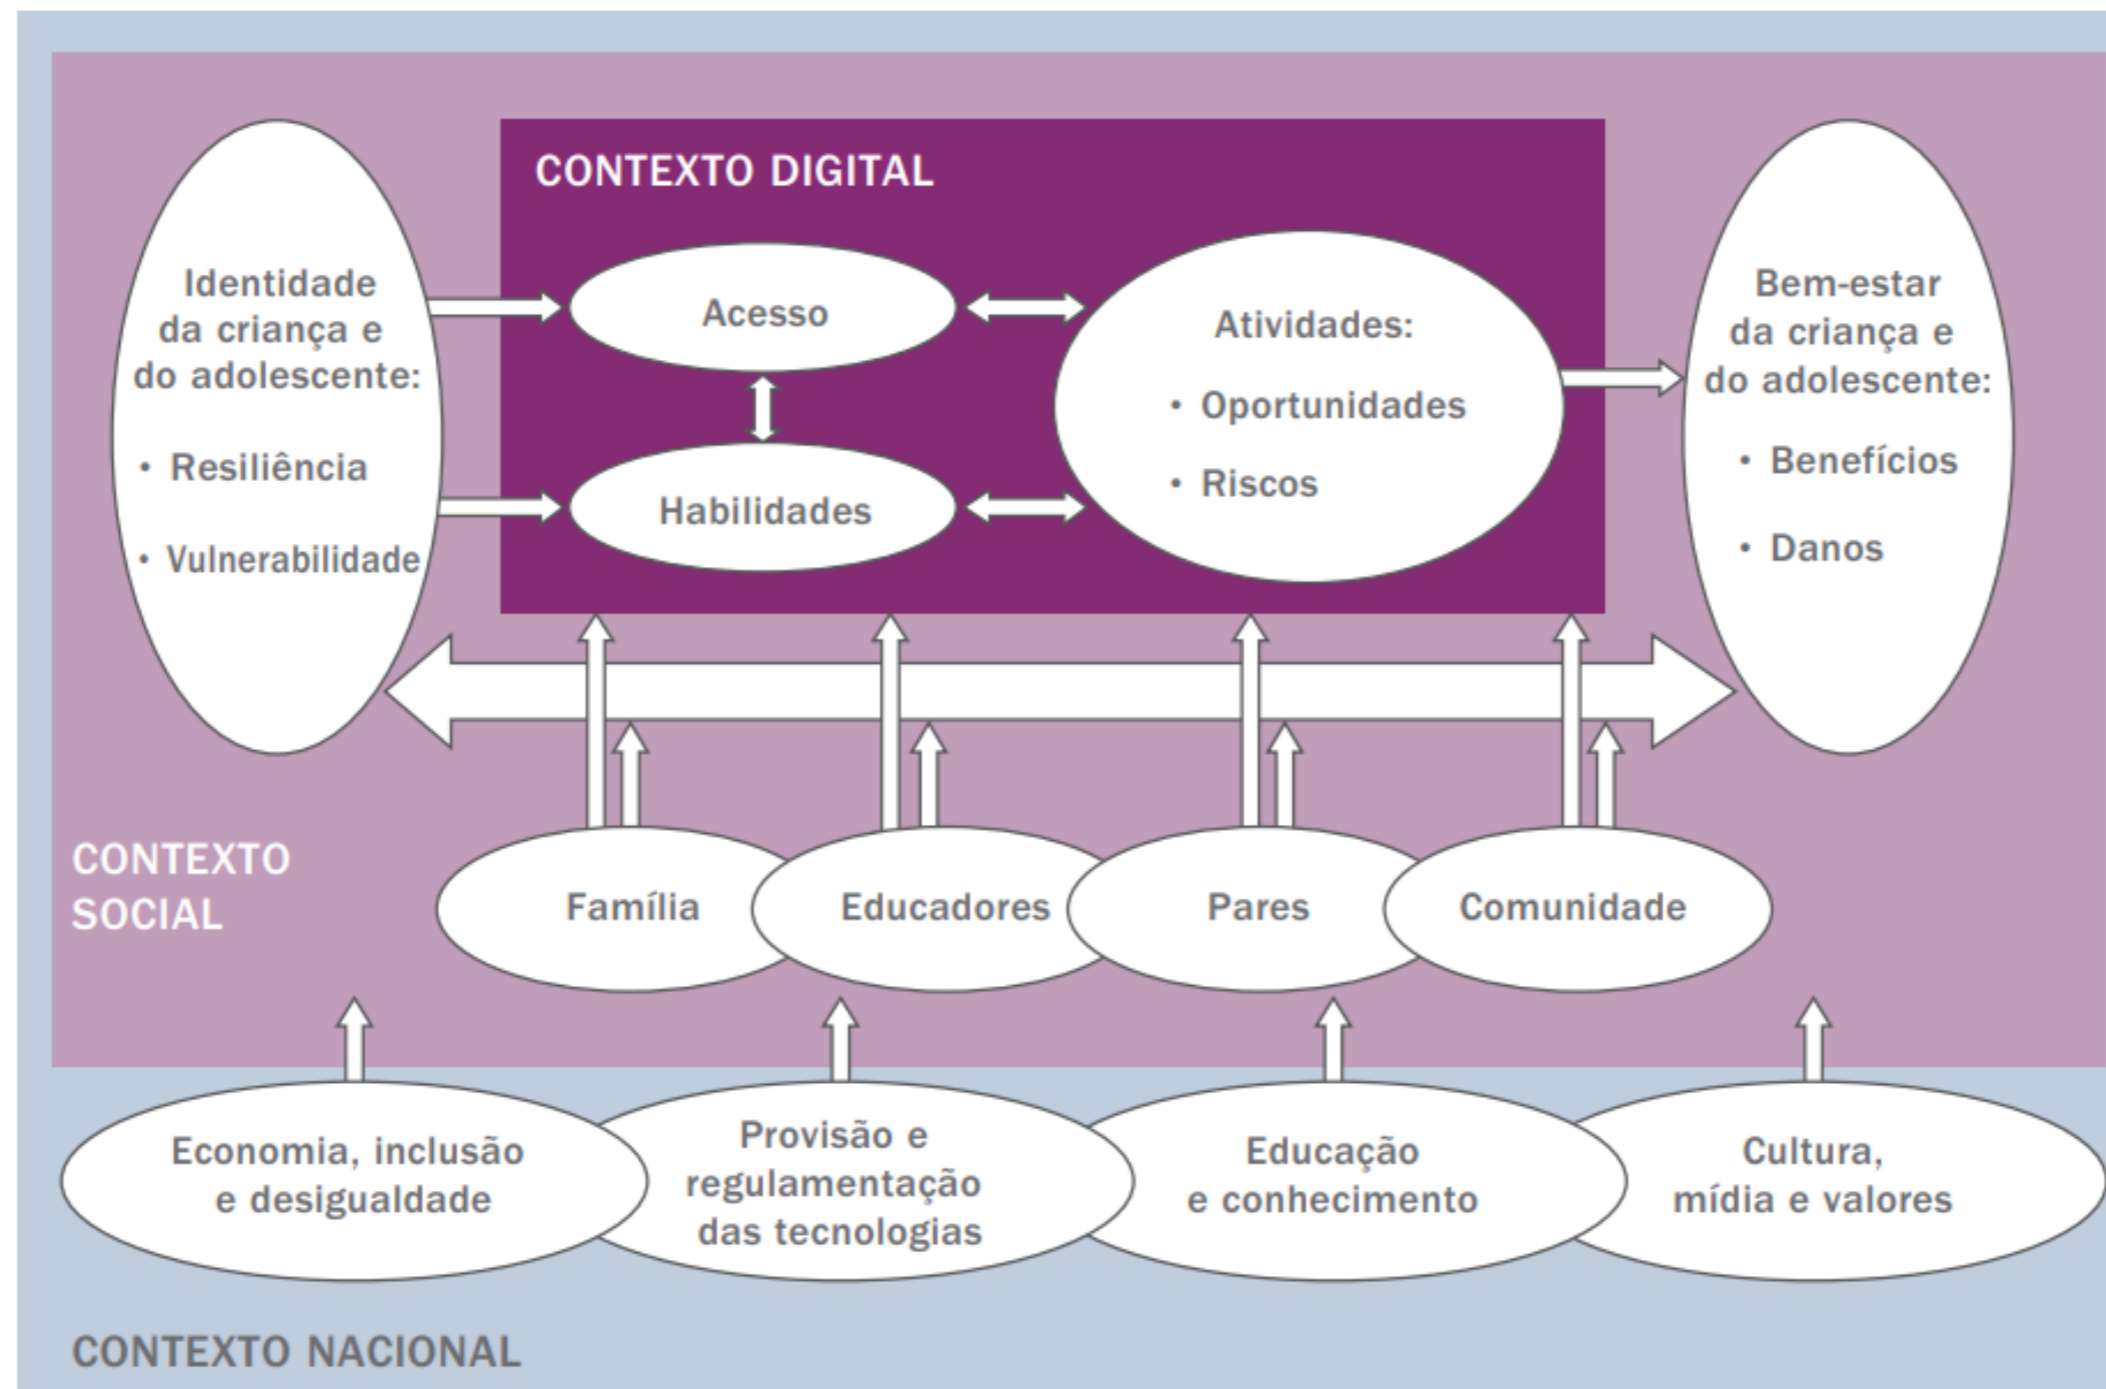 CONTEXTO DIGITAL
Identidade
da criança e
do adolescente:
• Resiliência
• Vulnerabilidade
Acesso
Habilidades
Atividades:
• Oportunidades
• Riscos
Bem-estar
da criança e
do adolescente:
• Benefícios
• Danos
CONTEXTO
SOCIAL
Família
Educadores
Pares
Comunidade
Economia, inclusão
e desigualdade
Provisão e
regulamentação
das tecnologias
Educação
e conhecimento
Cultura,
mídia e valores
CONTEXTO NACIONAL